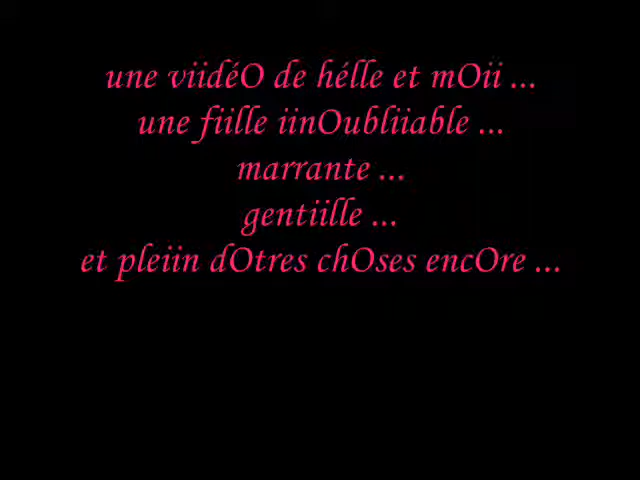 une viidéO de hélle et mOii ...
une fiille iinOubliiable ...
marrante ...
gentiille ...
et pleiin dOtres chOses encOre ...